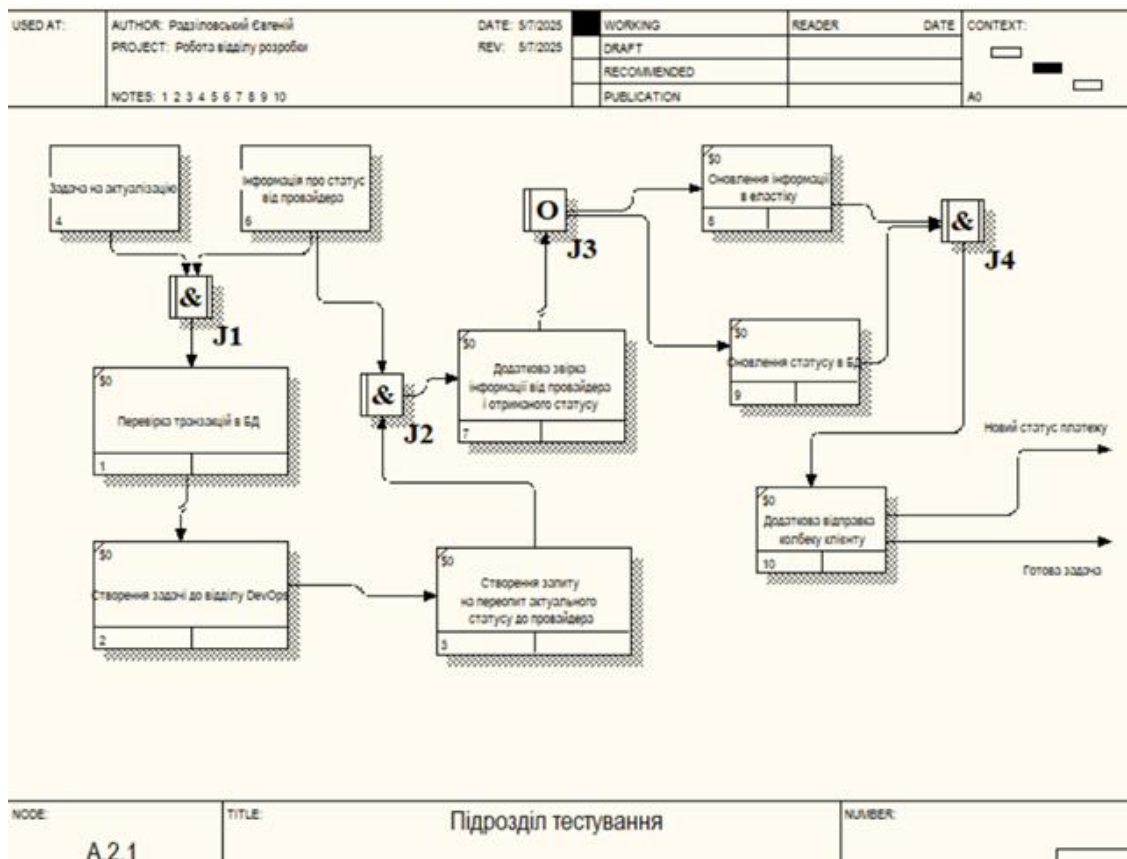 USED AT:
AUTHOR: Радзіловський Євгеній
DATE: 5/7/2025
PROJECT: Робота відділу розробки
REV: 5/7/2025
NOTES: 1 2 3 4 5 6 7 8 9 10
WORKING
DRAFT
RECOMMENDED
PUBLICATION
READER
DATE
CONTEXT:
A0
Задача на актуалізацію
4
Інформація про статус
від провайдера
6
&
J1
$0
Перевірка транзакцій в БД
1
$0
Створення задачі до відділу DevOps
2
$0
Створення запиту
на переопит актуального
статусу до провайдера
3
&
J2
$0
Додаткова звірка
інформації від провайдера
і отриманого статусу
7
O
J3
$0
Оновлення інформації
в еластіку
8
$0
Оновлення статусу в БД
9
&
J4
$0
Додаткова відправка
колбеку клієнту
10
Новий статус платежу
Готова задача
NODE:
A.2.1
TITLE:
Підрозділ тестування
NUMBER: